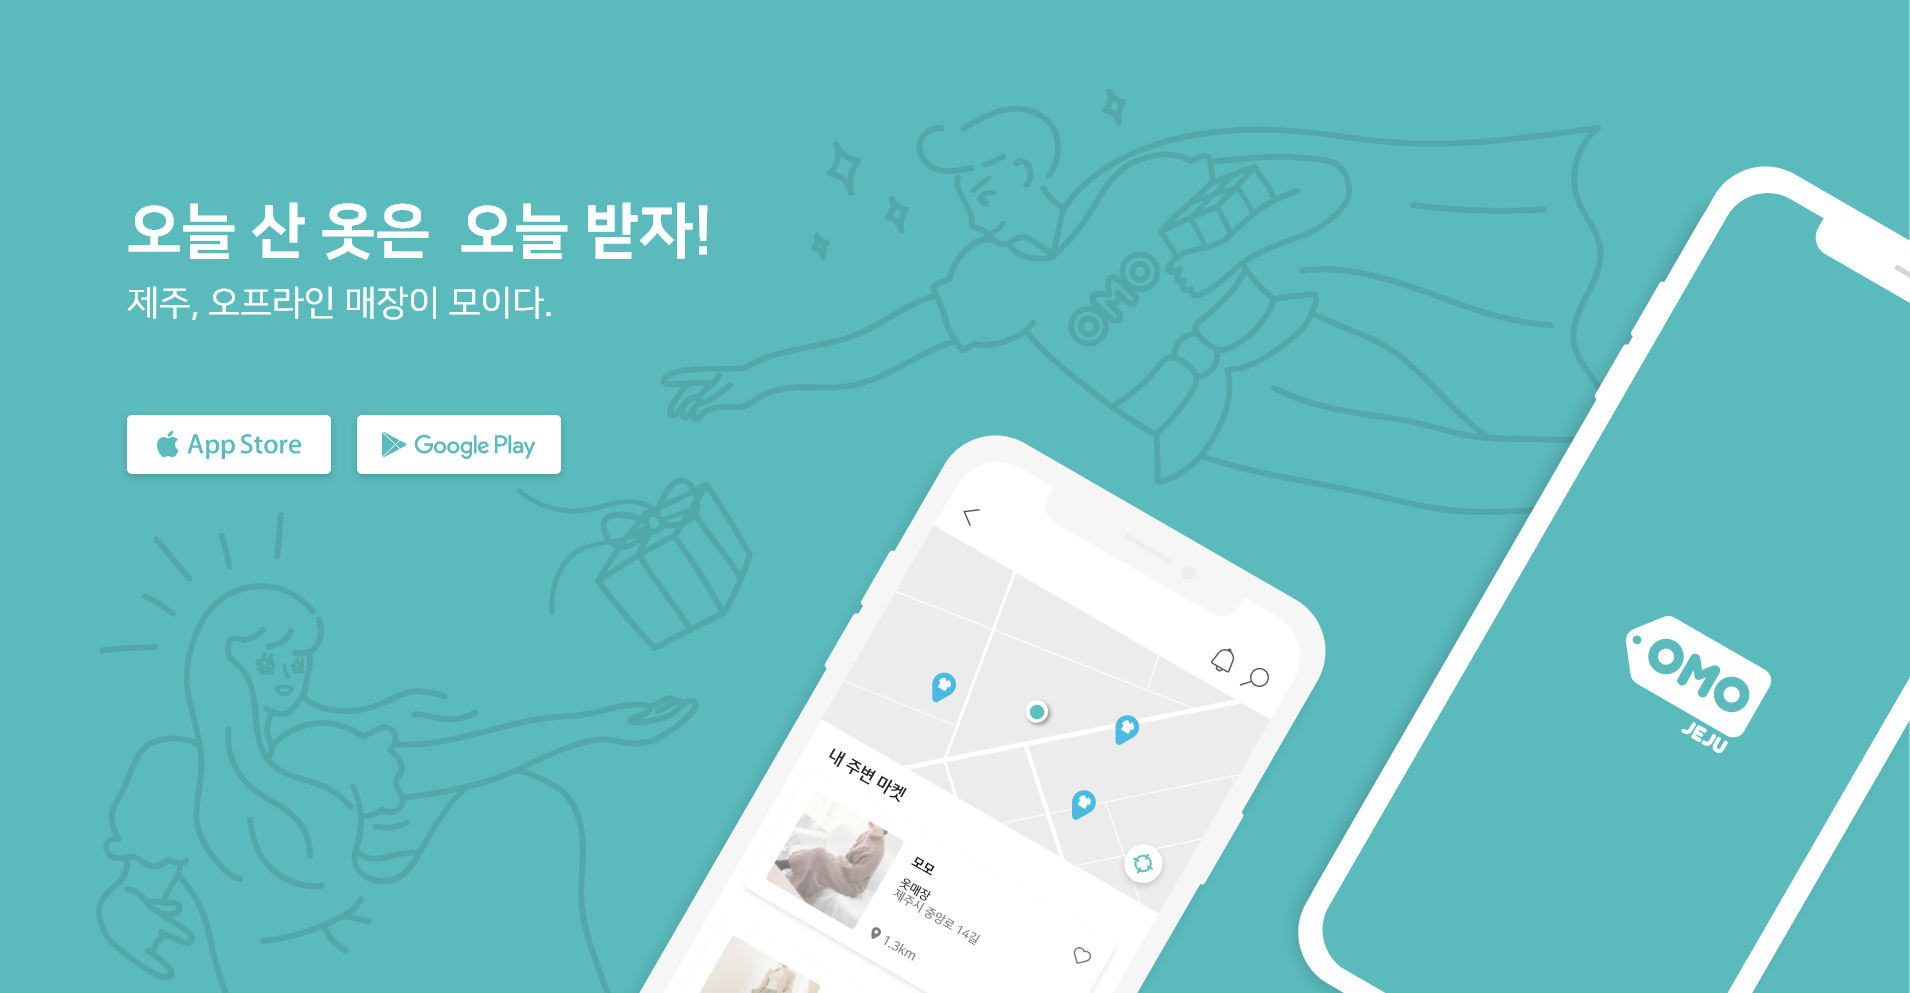 오늘 산 옷은 오늘 받자!
제주, 오프라인 매장이 모이다.
App Store
Google Play
OMO
내 주변 마켓
모모
옷매장
제주시 중앙로 14길
1.3km
OMO
JEJU